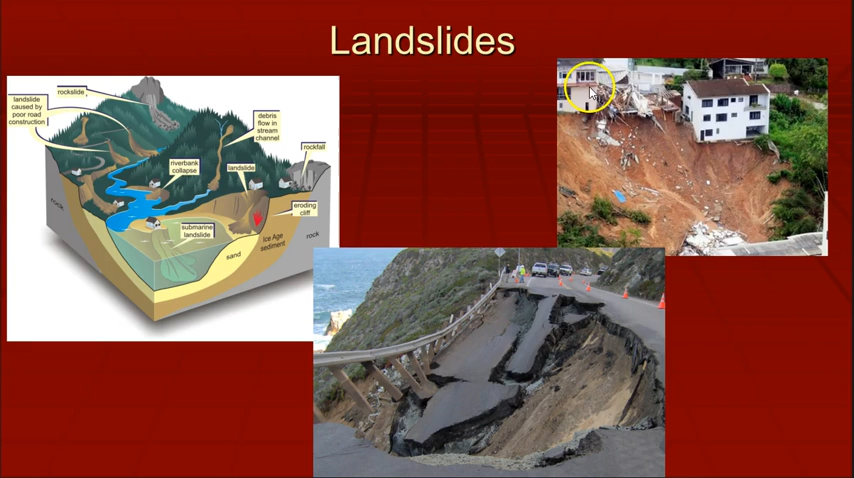 Landslides
rockslide
landslide
caused by
poor road
construction
debris
flow in
stream
channel
rockfall
riverbank
collapse
landslide
eroding
cliff
submarine
landslide
Ice Age
sediment
rock
rock
sand